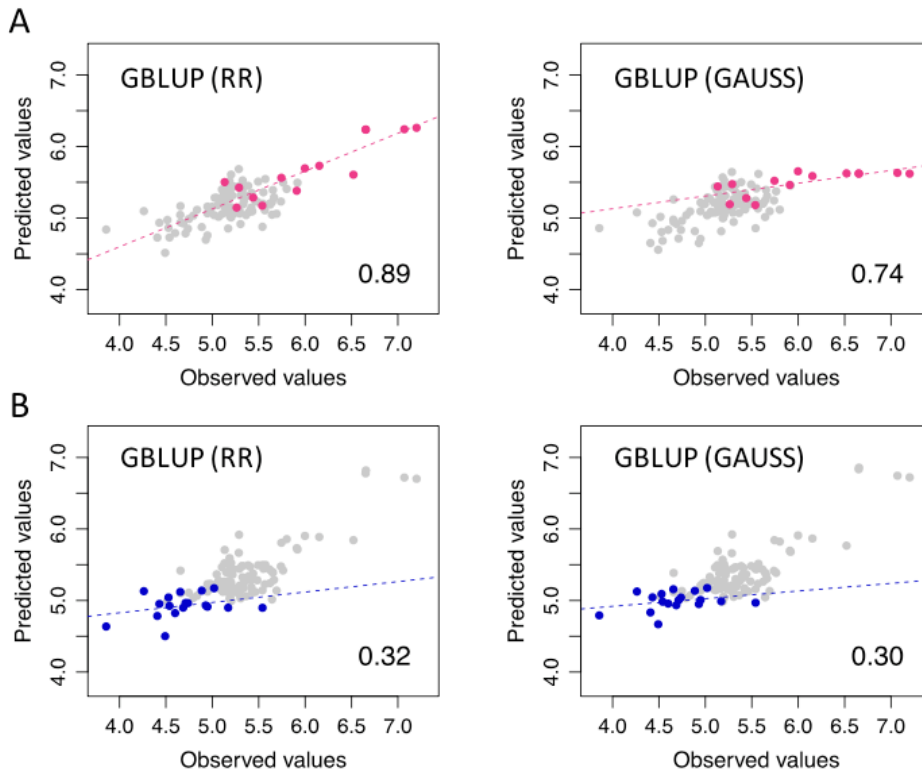 A
GBLUP (RR)
Predicted values
7.0
6.0
5.0
4.0
0.89
4.0 4.5 5.0 5.5 6.0 6.5 7.0
Observed values
GBLUP (GAUSS)
Predicted values
7.0
6.0
5.0
4.0
0.74
4.0 4.5 5.0 5.5 6.0 6.5 7.0
Observed values
B
GBLUP (RR)
Predicted values
7.0
6.0
5.0
4.0
0.32
4.0 4.5 5.0 5.5 6.0 6.5 7.0
Observed values
GBLUP (GAUSS)
Predicted values
7.0
6.0
5.0
4.0
0.30
4.0 4.5 5.0 5.5 6.0 6.5 7.0
Observed values